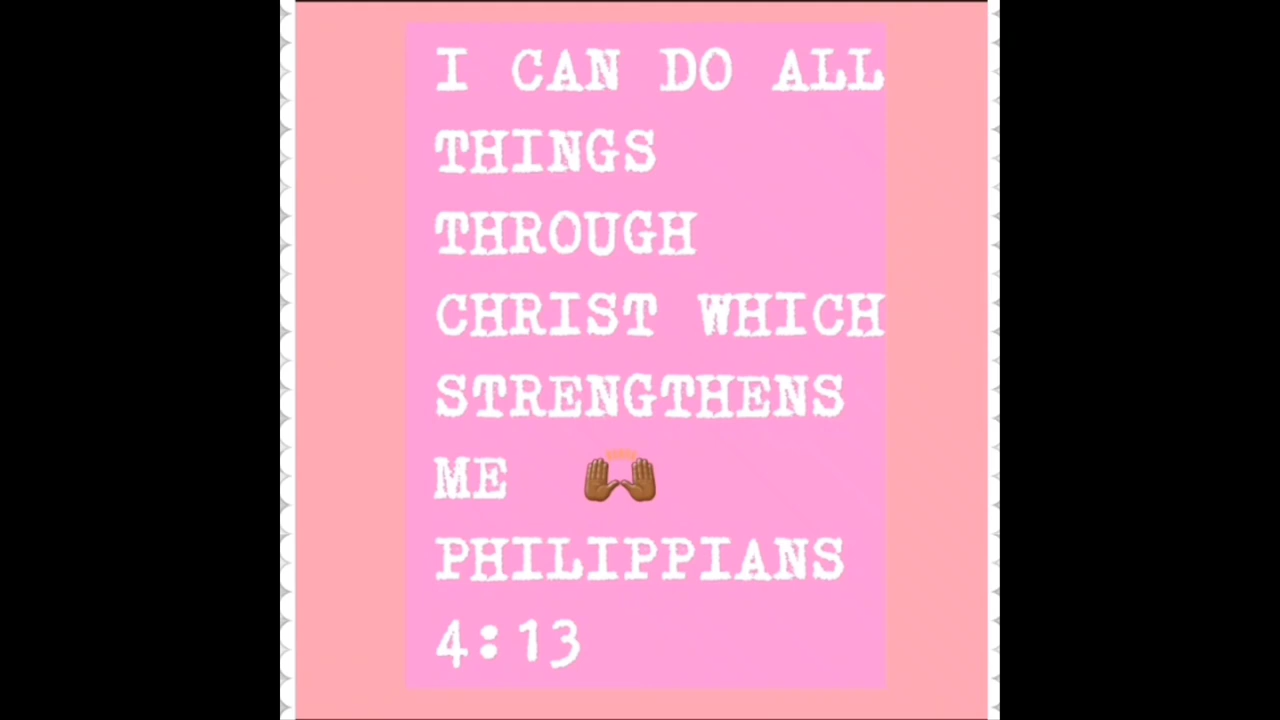 I CAN DO ALL
THINGS
THROUGH
CHRIST WHICH
STRENGTHENS
ME 🙌🏾
PHILIPPIANS
4:13